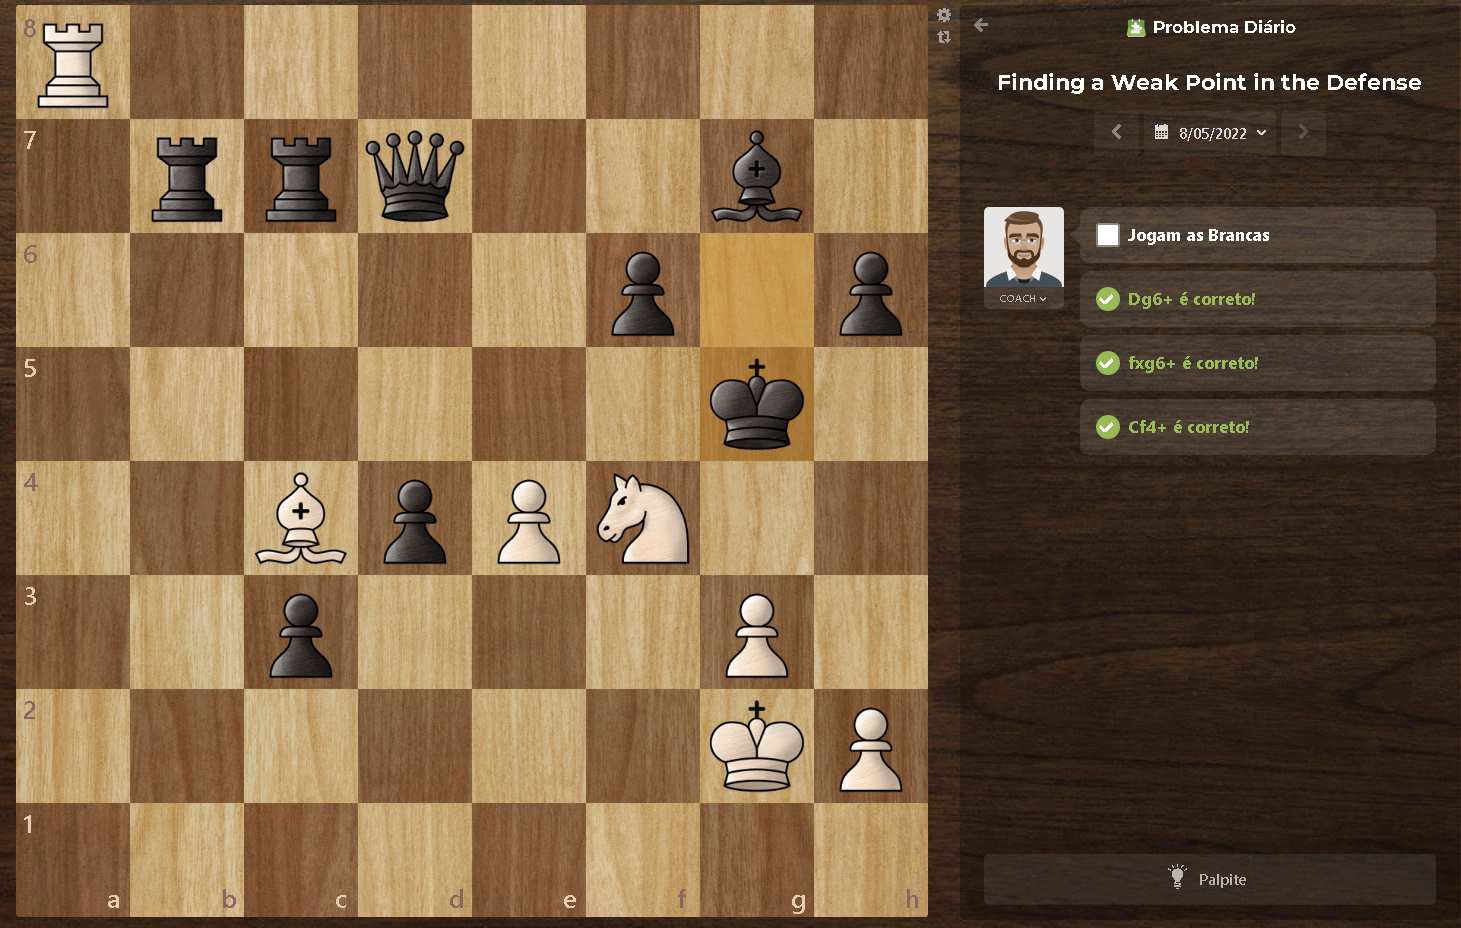 8
7
6
5
4
3
2
1
a b c d e f g h
Problema Diário
Finding a Weak Point in the Defense
8/05/2022
COACH
Jogam as Brancas
Dg6+ é correto!
fxg6+ é correto!
Cf4+ é correto!
Palpite